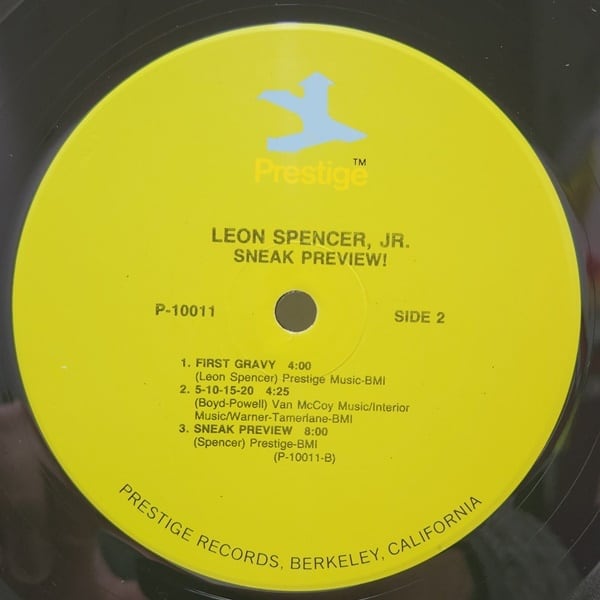 Prestige™
LEON SPENCER, JR.
SNEAK PREVIEW!
P-10011
SIDE 2
1. FIRST GRAVY 4:00
(Leon Spencer) Prestige Music-BMI
2. 5-10-15-20 4:25
(Boyd-Powell) Van McCoy Music/Interior
Music/Warner-Tamerlane-BMI
3. SNEAK PREVIEW 8:00
(Spencer) Prestige-BMI
(P-10011-B)
PRESTIGE RECORDS, BERKELEY, CALIFORNIA